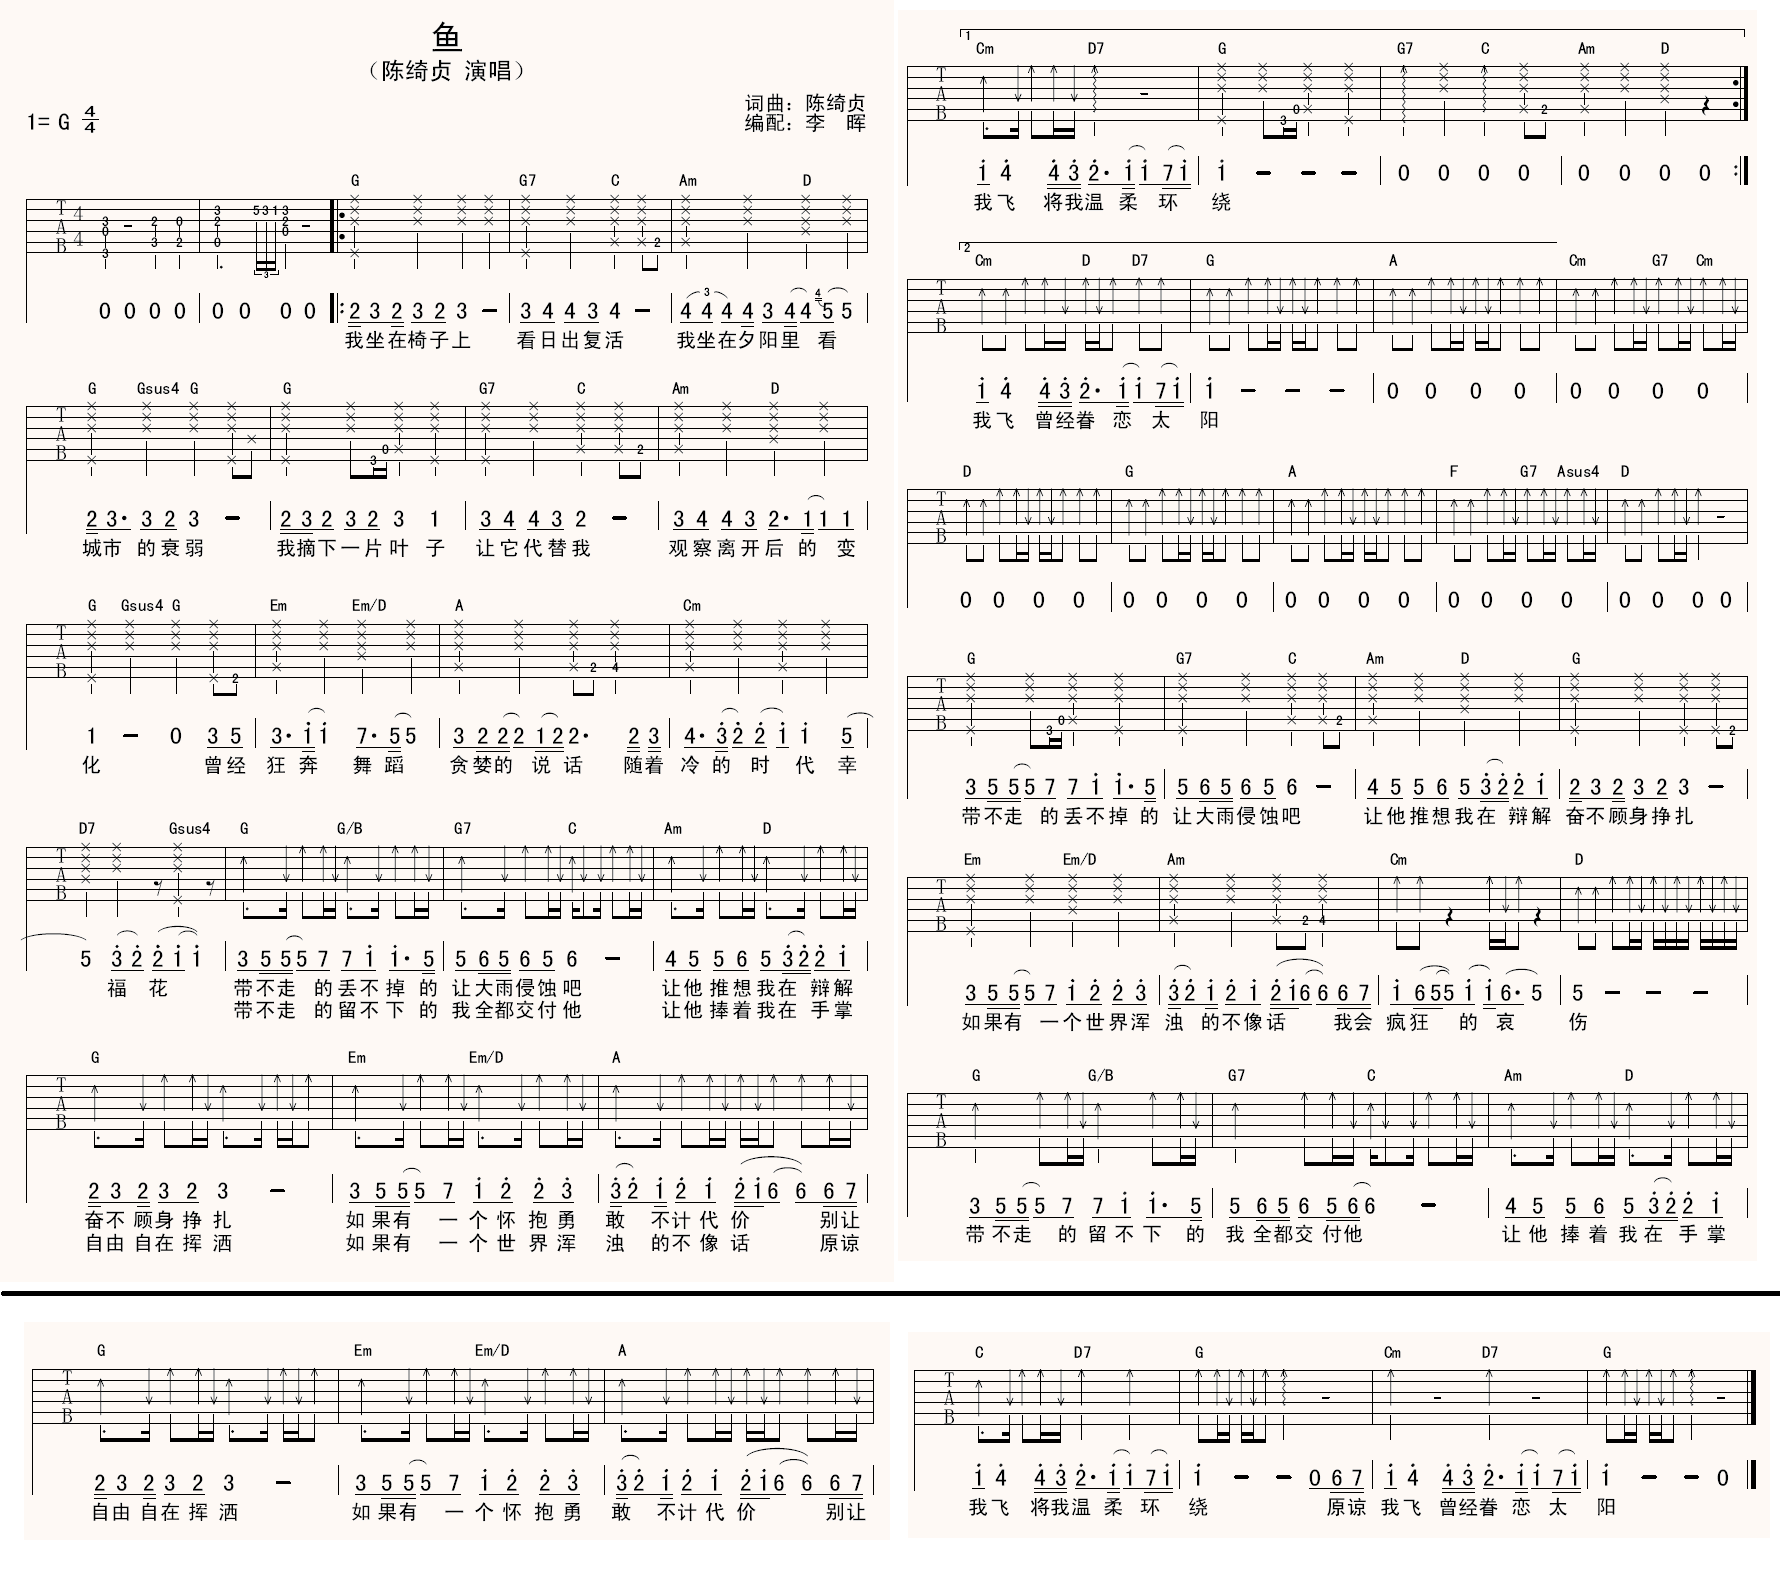 鱼
（陈绮贞 演唱）
词曲：陈绮贞
1= G 4/4
编配：李 晖
G G7 C Am D
0 0 0 0 0 0 0 0 2 3 2 3 2 3 - 3 4 4 3 4 - 4 4 4 4 3 4 4 5 5
我坐在椅子上 看日出复活 我坐在夕阳里 看
G Gsus4 G G G7 C Am D
2 3· 3 2 3 - 2 3 2 3 2 3 1 3 4 4 3 2 - 3 4 4 3 2· 1 1 1
城市 的衰弱 我摘下一片叶 子 让它代替我 观察离开后 的 变
G Gsus4 G Em Em/D A Cm
1 - 0 3 5 3· 1 1 7· 5 5 3 2 2 2 1 2 2· 2 3 4· 3 2 2 1 1 5
化 曾经 狂 奔 舞 蹈 贪婪的 说 话 随着 冷 的 时 代 幸
D7 Gsus4 G G/B G7 C Am D
5 3 2 2 1 1 3 5 5 5 7 7 1 1· 5 5 6 5 6 5 6 - 4 5 5 6 5 3 2 2 1
福 花 带不走 的丢不掉 的 让大雨侵蚀吧 让他推想我在 辩解
带不走 的留不下 的 我全都交付他 让他捧着我在 手掌
G Em Em/D A
2 3 2 3 2 3 - 3 5 5 5 7 1 2 2 3 3 2 1 2 1 2 1 6 6 6 7
奋不 顾身 挣 扎 如 果有 一 个 怀 抱 勇 敢 不计 代 价 别让
自由 自在 挥 洒 如 果有 一 个 世 界 浑 浊 的不 像 话 原谅
1
Cm D7 G G7 C Am D
1 4 4 3 2· 1 1 7 1 1 - - - 0 0 0 0 0 0 0 0
我飞 将我温 柔 环 绕
2
Cm D D7 G A Cm G7 Cm
1 4 4 3 2· 1 1 7 1 1 - - - 0 0 0 0 0 0 0 0
我飞 曾经眷 恋 太 阳
D G A F G7 Asus4 D
0 0 0 0 0 0 0 0 0 0 0 0 0 0 0 0 0 0 0 0
G G7 C Am D G
3 5 5 5 7 7 1 1· 5 5 6 5 6 5 6 - 4 5 5 6 5 3 2 2 1 2 3 2 3 2 3 -
带不走 的丢不掉 的 让大雨侵蚀吧 让他推想我在 辩解 奋不顾身挣扎
Em Em/D Am Cm D
3 5 5 5 7 1 2 2 3 3 2 1 2 1 2 1 6 6 6 7 1 6 5 5 1 1 6· 5 5 - - -
如果有 一个世界浑 浊 的不像话 我会 疯狂 的 哀 伤
G G/B G7 C Am D
3 5 5 5 7 7 1 1· 5 5 6 5 6 5 6 6 - 4 5 5 6 5 3 2 2 1
带 不走 的 留 不 下 的 我 全都交 付他 让 他 捧 着 我 在 手 掌
G Em Em/D A
2 3 2 3 2 3 - 3 5 5 5 7 1 2 2 3 3 2 1 2 1 2 1 6 6 6 7
自由 自在 挥 洒 如 果有 一 个 怀 抱 勇 敢 不计 代 价 别让
C D7 G Cm D7 G
1 4 4 3 2· 1 1 7 1 1 - - 0 6 7 1 4 4 3 2· 1 1 7 1 1 - - 0
我飞 将我温 柔 环 绕 原谅 我飞 曾经眷 恋 太 阳